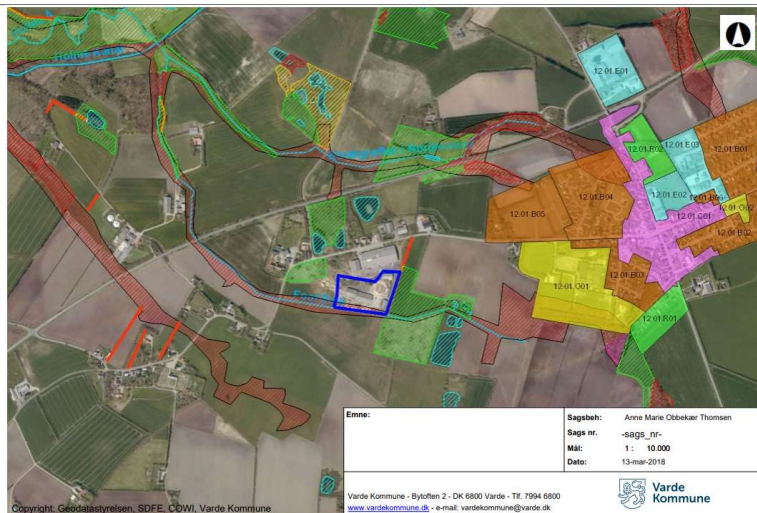 12.01.E01
12.01.R02
12.01.E03
12.01.B01
12.01.B04
12.01.E02
12.01.B05
12.01.C01
12.01.B02
12.01.B03
12.01.O01
12.01.R01
Emne:
Sagsbeh: Anne Marie Obbekær Thomsen
Sags nr. -sags_nr-
Mål: 1 : 10.000
Dato: 13-mar-2018
Varde Kommune - Bytoften 2 - DK 6800 Varde - Tlf. 7994 6800
www.vardekommune.dk - e-mail: vardekommune@varde.dk
Varde
Kommune
Copyright: Geodatastyrelsen, SDFE, COWI, Varde Kommune